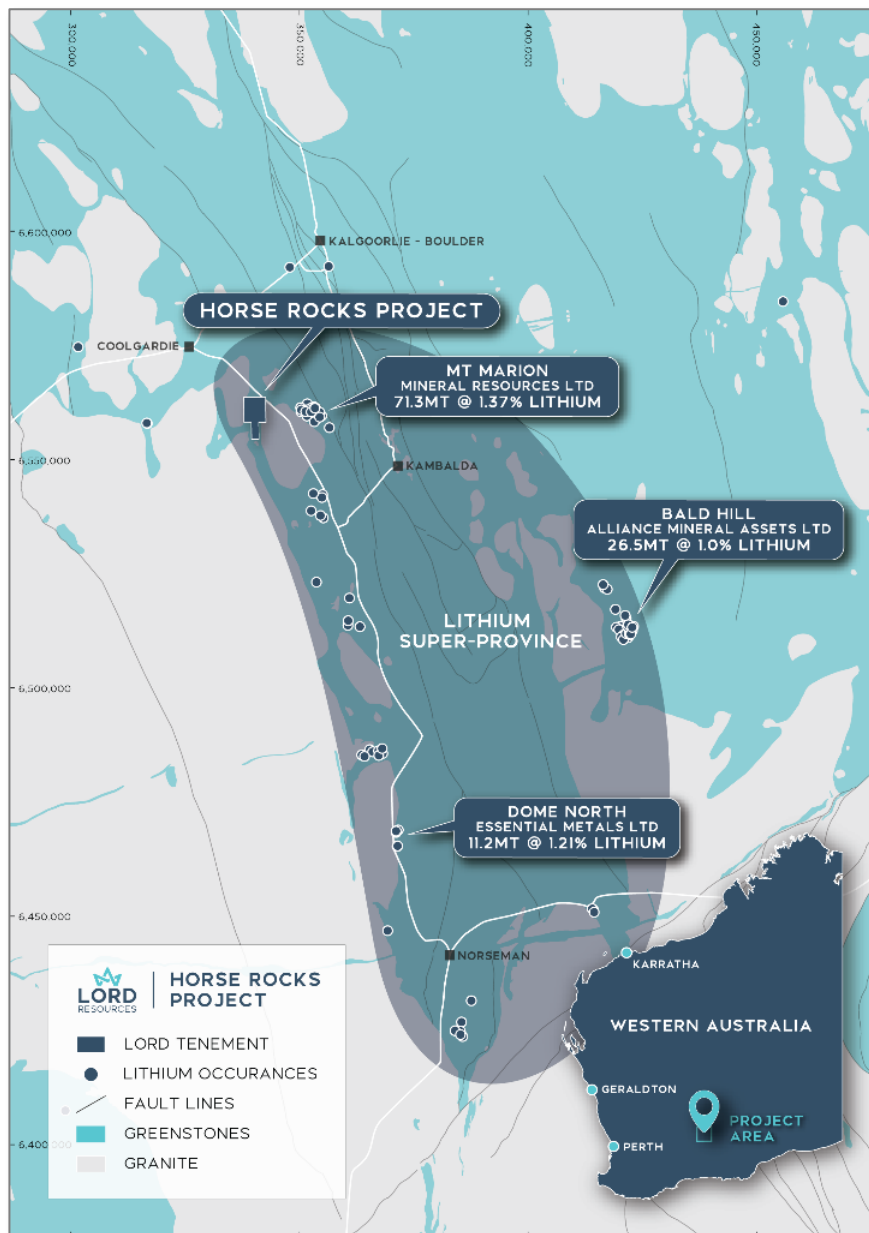 300,000
350,000
400,000
450,000
6,600,000
KALGOORLIE - BOULDER
HORSE ROCKS PROJECT
COOLGARDIE
MT MARION
MINERAL RESOURCES LTD
71.3MT @ 1.37% LITHIUM
6,550,000
KAMBALDA
BALD HILL
ALLIANCE MINERAL ASSETS LTD
26.5MT @ 1.0% LITHIUM
LITHIUM
SUPER-PROVINCE
6,500,000
DOME NORTH
ESSENTIAL METALS LTD
11.2MT @ 1.21% LITHIUM
6,450,000
NORSEMAN
LORD
RESOURCES
HORSE ROCKS
PROJECT
LORD TENEMENT
LITHIUM OCCURANCES
FAULT LINES
GREENSTONES
GRANITE
6,400,000
KARRATHA
WESTERN AUSTRALIA
GERALDTON
PROJECT
AREA
PERTH